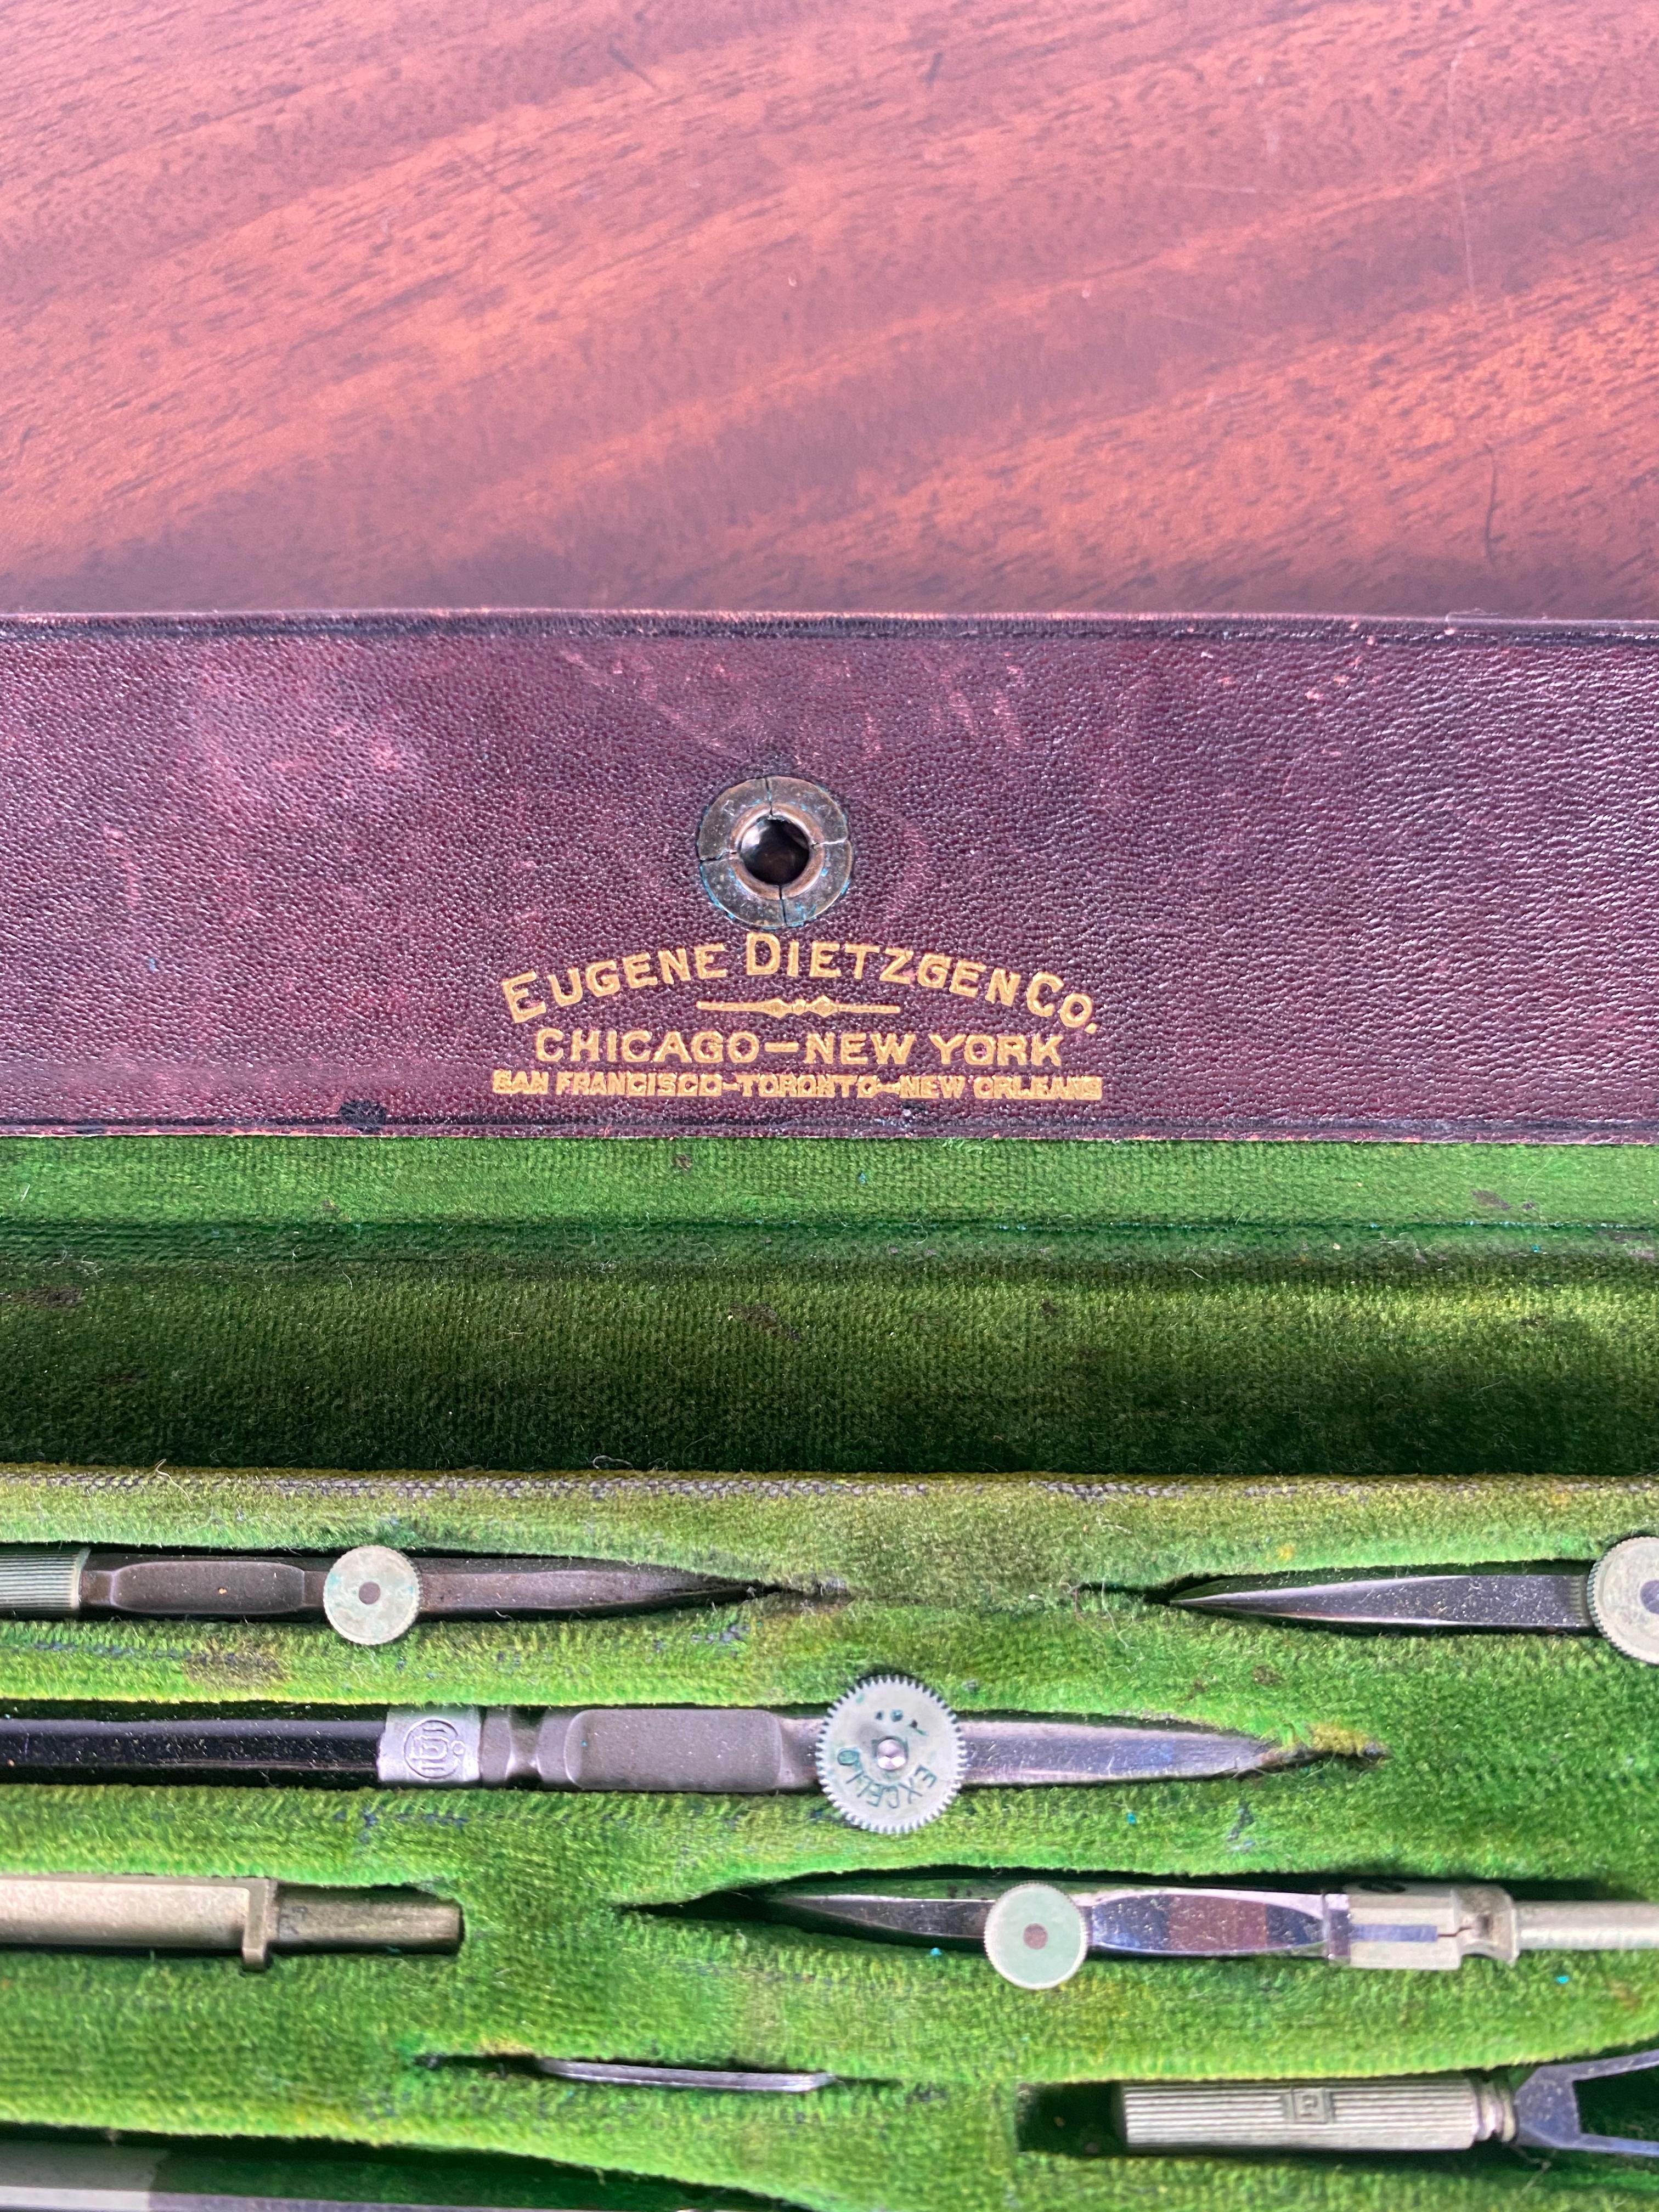 EUGENE DIETZGEN CO.
CHICAGO–NEW YORK
SAN FRANCISCO–TORONTO–NEW ORLEANS
EXCELLO